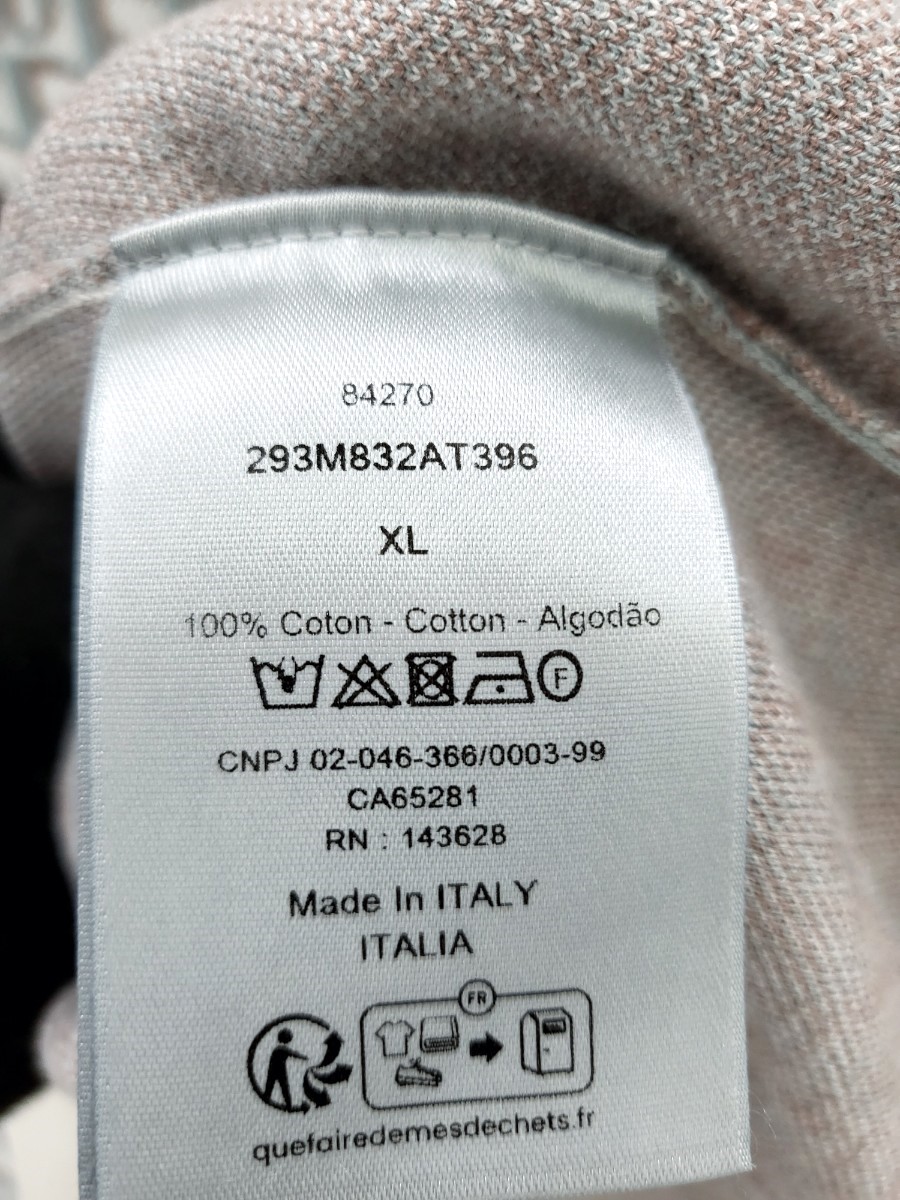 84270
293M832AT396
XL
100% Coton - Cotton - Algodão
F
CNPJ 02-046-366/0003-99
CA65281
RN : 143628
Made In ITALY
ITALIA
FR
quefairedemesdechets.fr